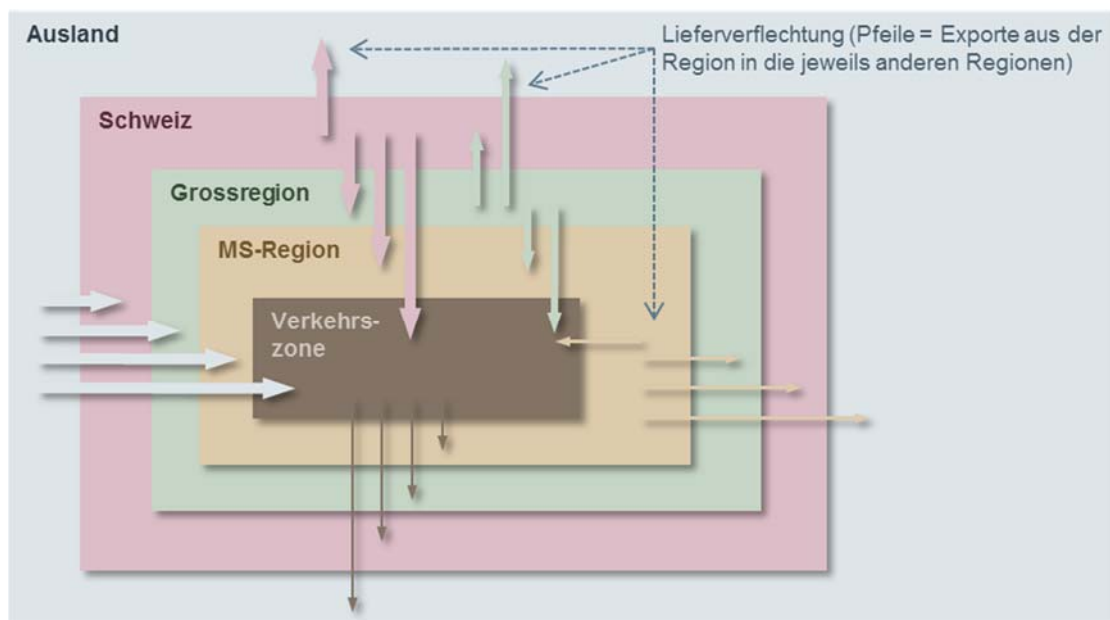 Ausland
Lieferverflechtung (Pfeile = Exporte aus der
Region in die jeweils anderen Regionen)
Schweiz
Grossregion
MS-Region
Verkehrs-
zone